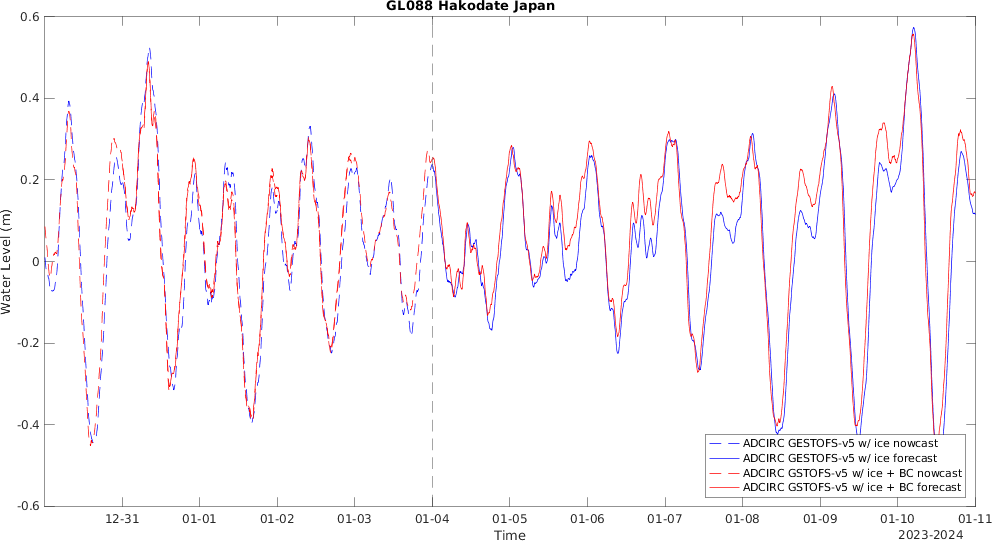 GL088 Hakodate Japan
0.6
0.4
0.2
0
-0.2
-0.4
-0.6
Water Level (m)
ADCIRC GESTOFS-v5 w/ ice nowcast
ADCIRC GESTOFS-v5 w/ ice forecast
ADCIRC GSTOFS-v5 w/ ice + BC nowcast
ADCIRC GSTOFS-v5 w/ ice + BC forecast
12-31 01-01 01-02 01-03 01-04 01-05 01-06 01-07 01-08 01-09 01-10 01-11
Time
2023-2024